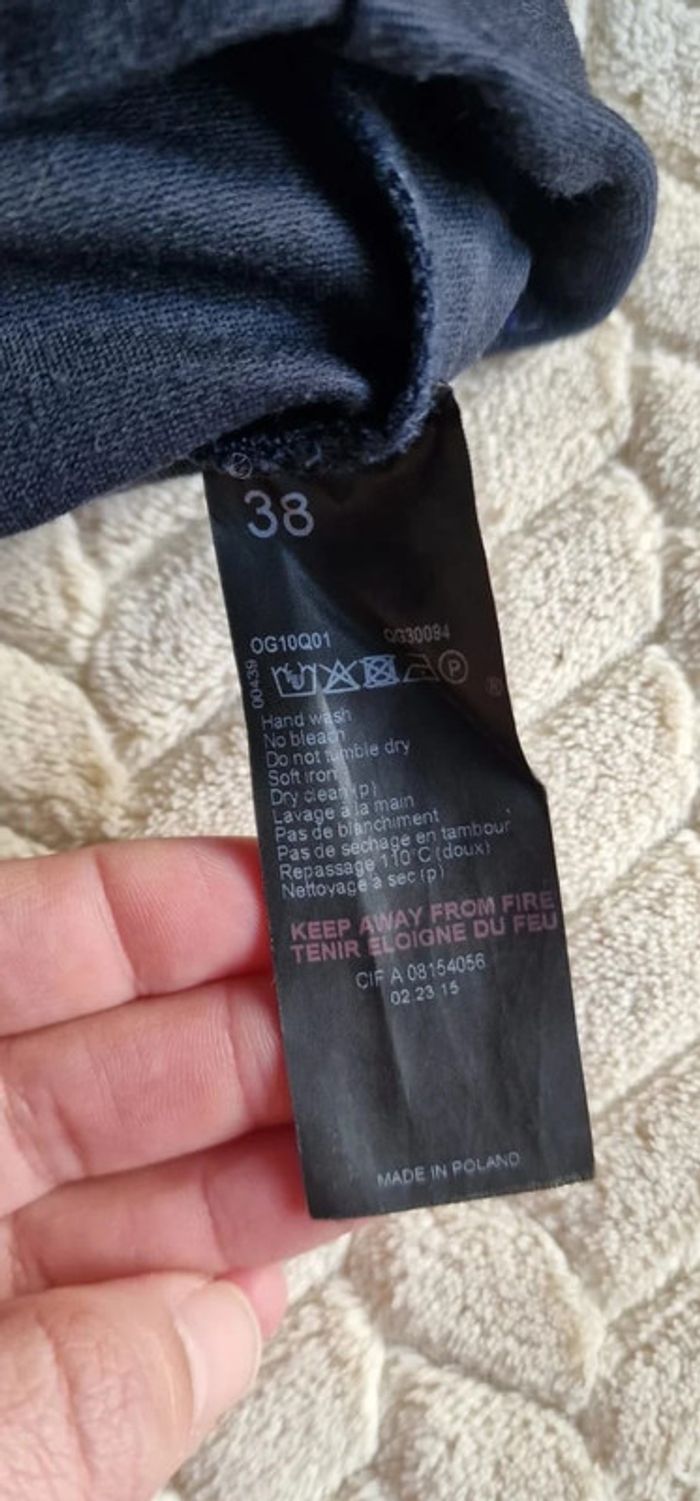 38
OG10Q01 OG30084
00439
P
Hand wash
No bleach
Do not tumble dry
Soft iron
Dry clean (p)
Lavage à la main
Pas de blanchiment
Pas de séchage en tambour
Repassage 110°C (doux)
Nettoyage à sec (p)
KEEP AWAY FROM FIRE
TENIR ELOIGNE DU FEU
CIF A 08154056
02 23 15
MADE IN POLAND